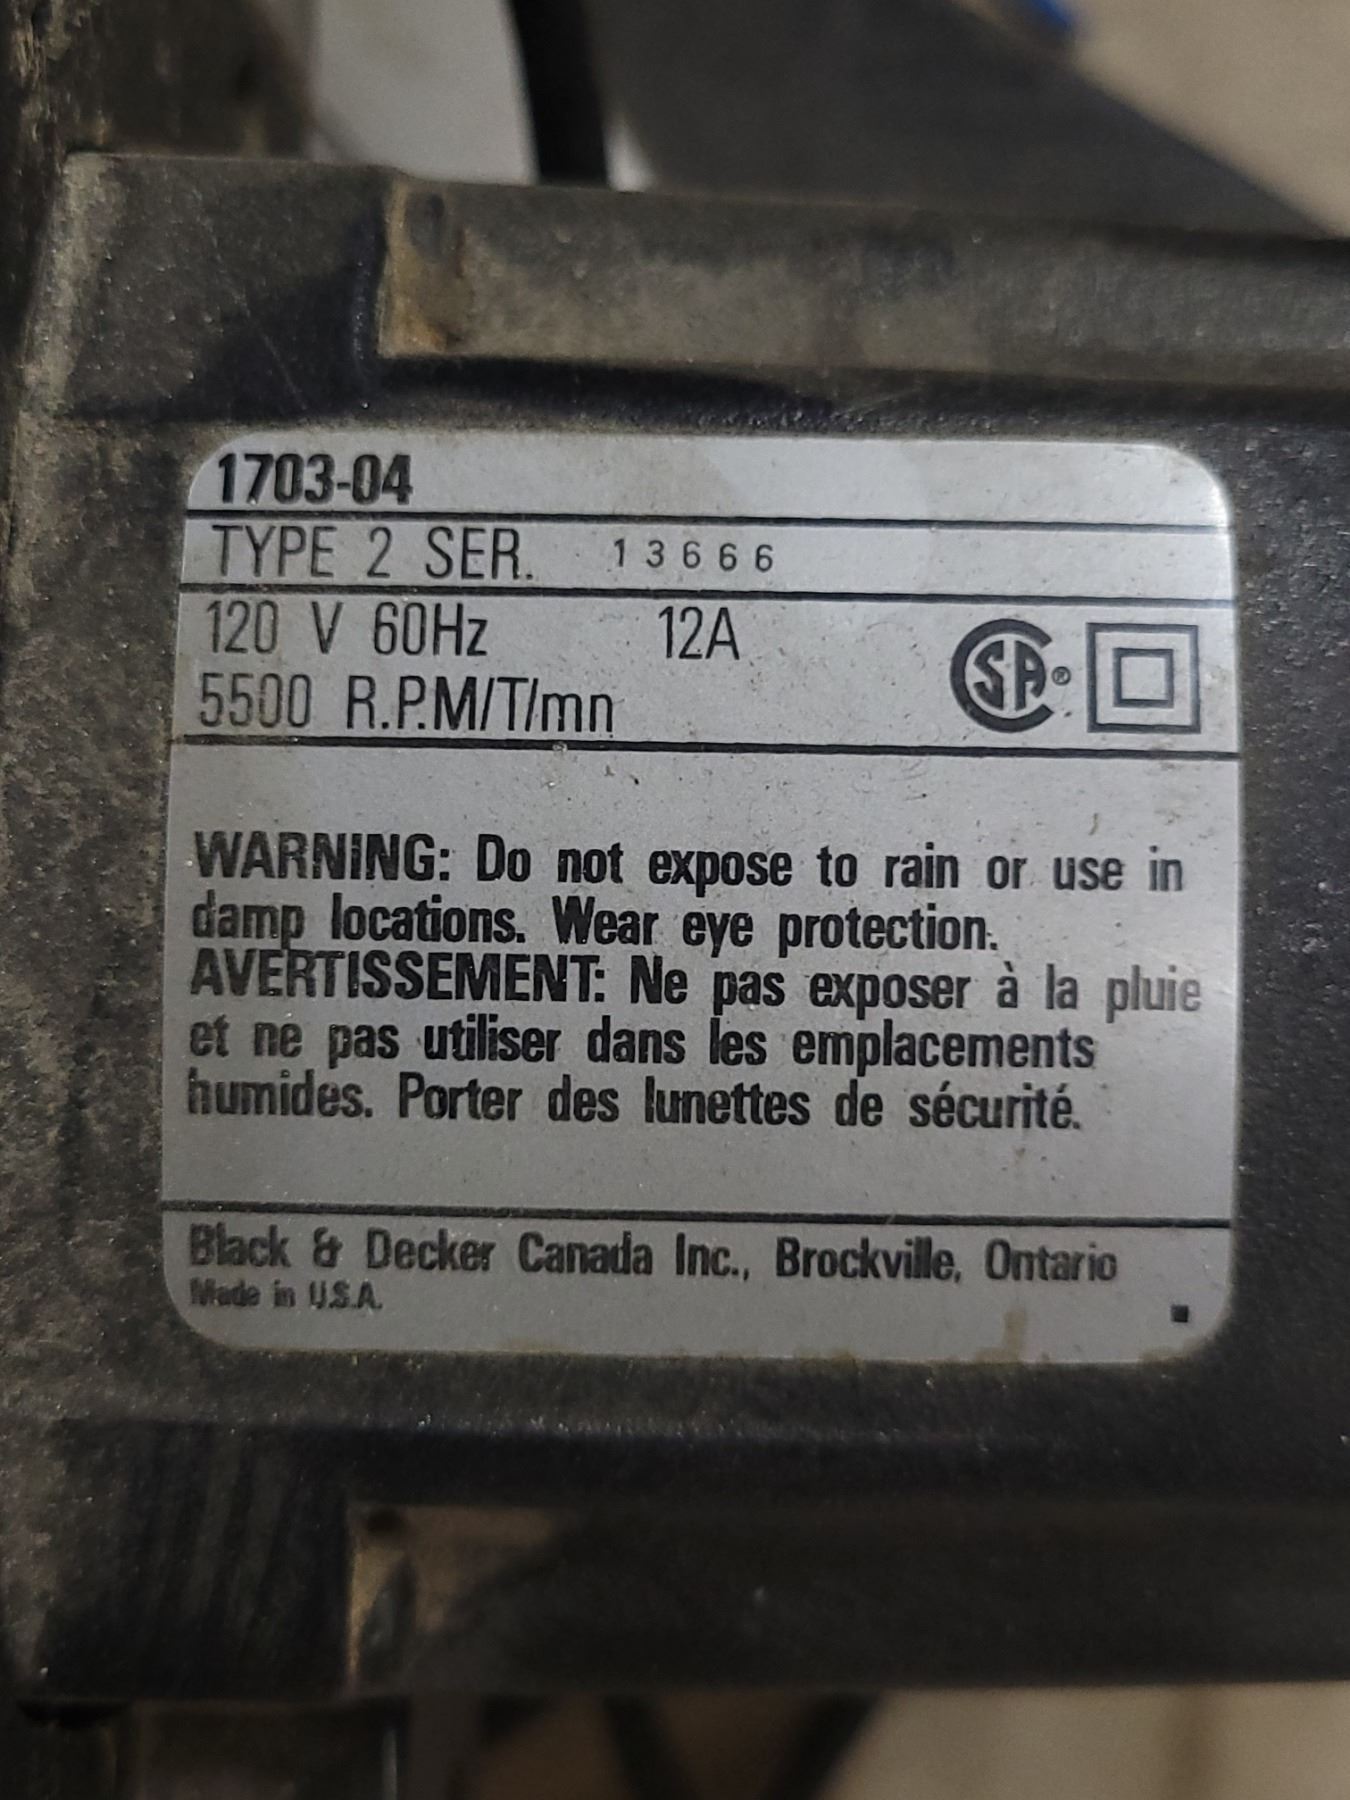 1703-04
TYPE 2 SER. 13666
120 V 60Hz 12A
5500 R.P.M/T/mn
CSA®
WARNING: Do not expose to rain or use in
damp locations. Wear eye protection.
AVERTISSEMENT: Ne pas exposer à la pluie
et ne pas utiliser dans les emplacements
humides. Porter des lunettes de sécurité.
Black & Decker Canada Inc., Brockville, Ontario
Made in U.S.A.